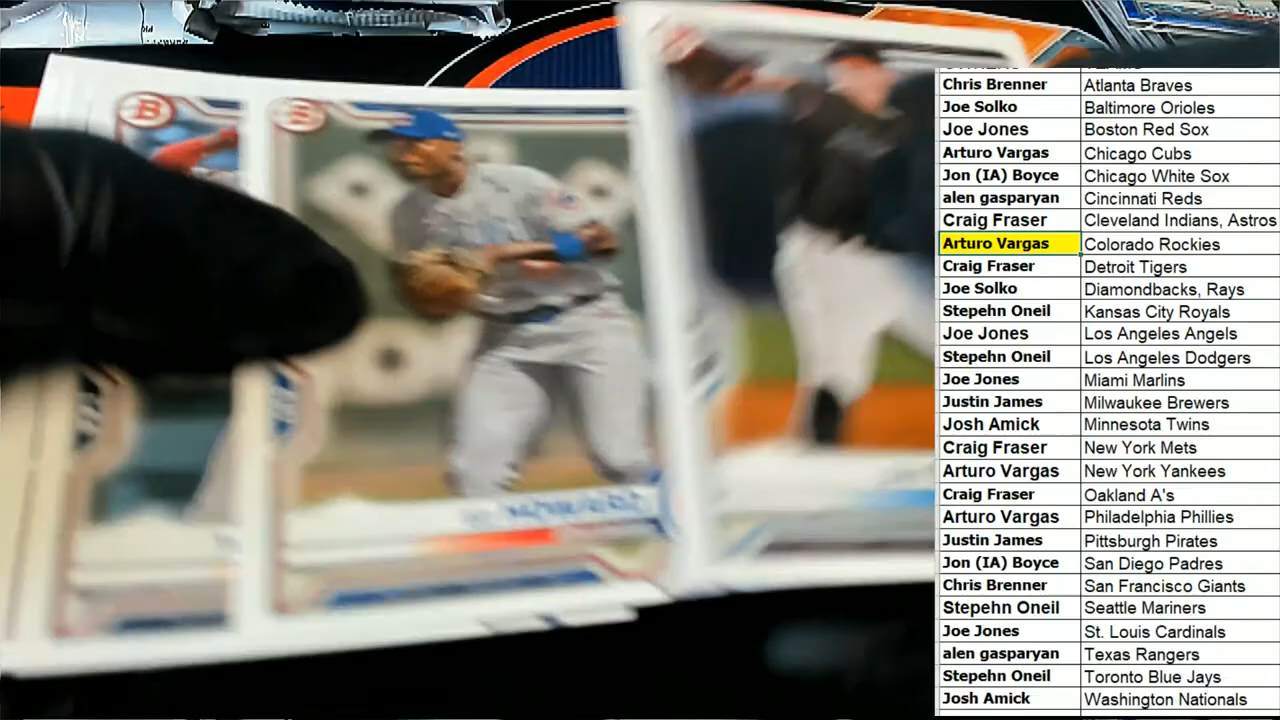 B
B
HOWARD
Chris Brenner Atlanta Braves
Joe Solko Baltimore Orioles
Joe Jones Boston Red Sox
Arturo Vargas Chicago Cubs
Jon (IA) Boyce Chicago White Sox
alen gasparyan Cincinnati Reds
Craig Fraser Cleveland Indians, Astros
Arturo Vargas Colorado Rockies
Craig Fraser Detroit Tigers
Joe Solko Diamondbacks, Rays
Stepehn Oneil Kansas City Royals
Joe Jones Los Angeles Angels
Stepehn Oneil Los Angeles Dodgers
Joe Jones Miami Marlins
Justin James Milwaukee Brewers
Josh Amick Minnesota Twins
Craig Fraser New York Mets
Arturo Vargas New York Yankees
Craig Fraser Oakland A's
Arturo Vargas Philadelphia Phillies
Justin James Pittsburgh Pirates
Jon (IA) Boyce San Diego Padres
Chris Brenner San Francisco Giants
Stepehn Oneil Seattle Mariners
Joe Jones St. Louis Cardinals
alen gasparyan Texas Rangers
Stepehn Oneil Toronto Blue Jays
Josh Amick Washington Nationals